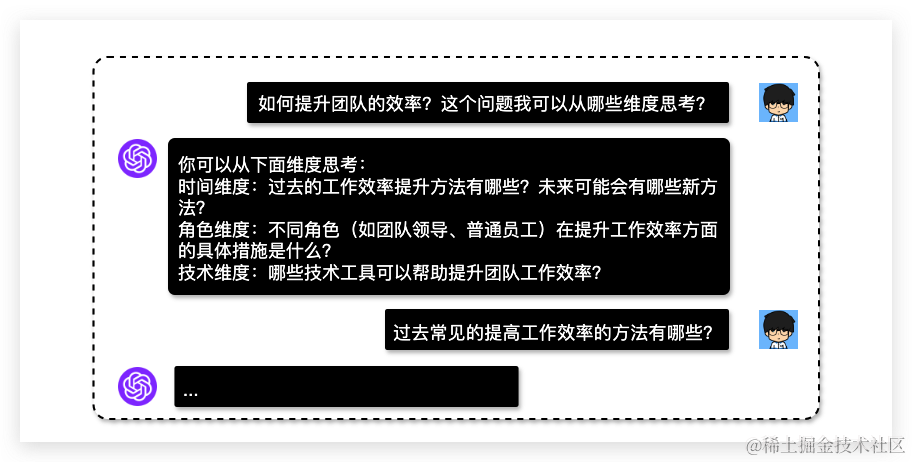 如何提升团队的效率？这个问题我可以从哪些维度思考？
你可以从下面维度思考：
时间维度：过去的工作效率提升方法有哪些？未来可能会有哪些新方
法？
角色维度：不同角色（如团队领导、普通员工）在提升工作效率方面
的具体措施是什么？
技术维度：哪些技术工具可以帮助提升团队工作效率？
过去常见的提高工作效率的方法有哪些？
...
@稀土掘金技术社区